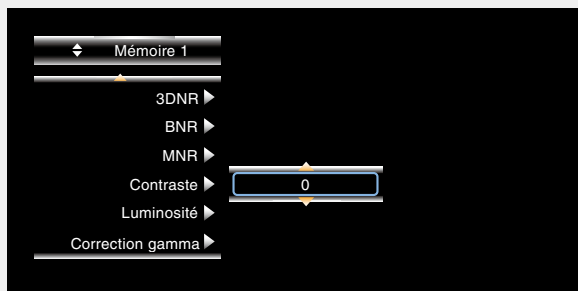 Mémoire 1
3DNR
BNR
MNR
Contraste
0
Luminosité
Correction gamma